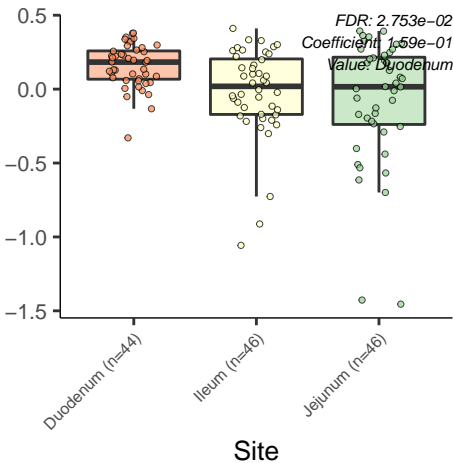 FDR: 2.753e−02
Coefficient: 1.59e−01
Value: Duodenum
0.5
0.0
−0.5
−1.0
−1.5
Duodenum (n=44)
Ileum (n=46)
Jejunum (n=46)
Site